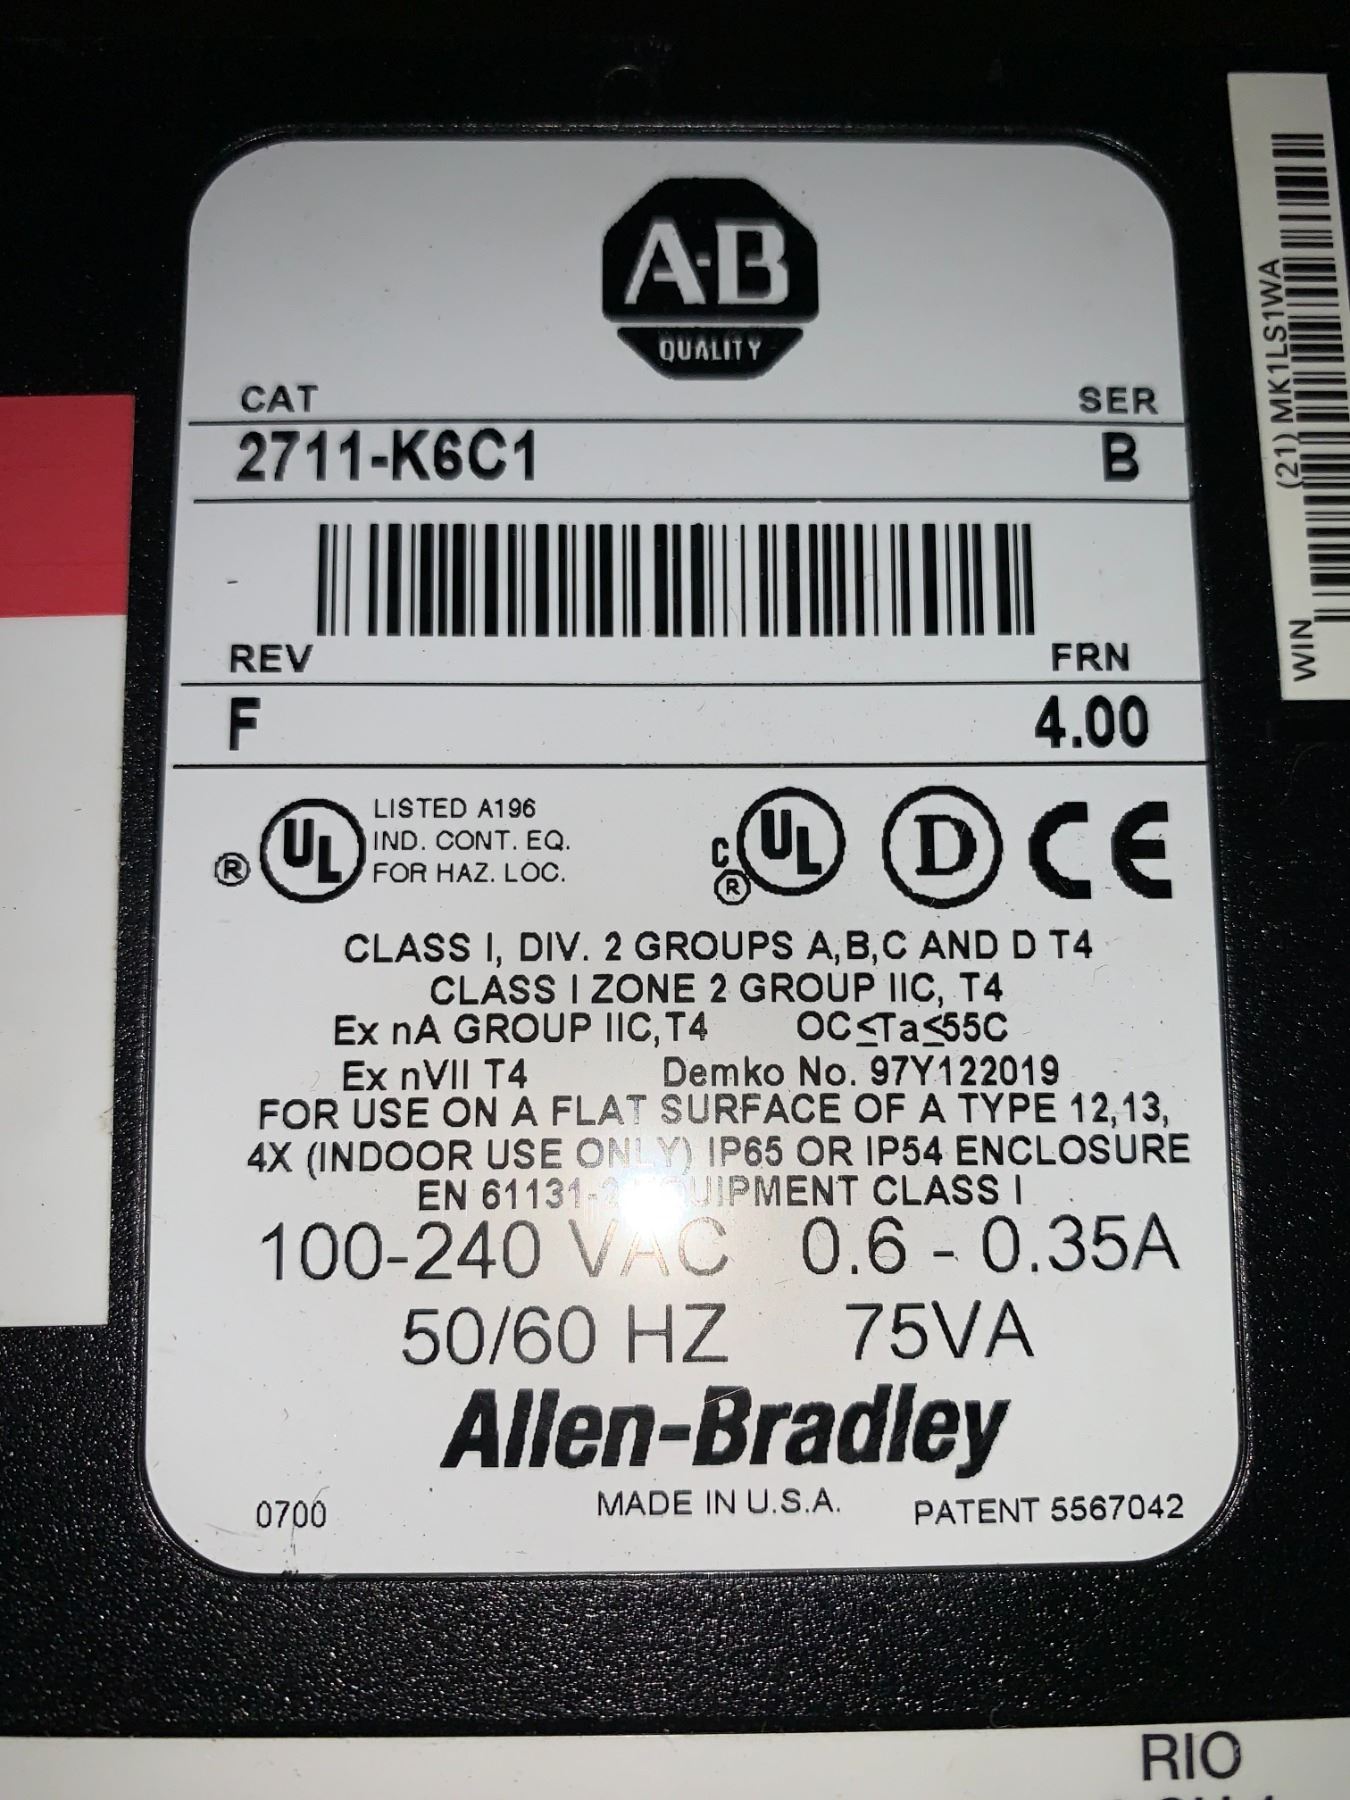 A-B
QUALITY
CAT SER
2711-K6C1 B
REV FRN
F 4.00
® UL LISTED A196
IND. CONT. EQ.
FOR HAZ. LOC.
C UL ® D CE
CLASS I, DIV. 2 GROUPS A,B,C AND D T4
CLASS I ZONE 2 GROUP IIC, T4
Ex nA GROUP IIC,T4 OC≤Ta≤55C
Ex nVII T4 Demko No. 97Y122019
FOR USE ON A FLAT SURFACE OF A TYPE 12,13,
4X (INDOOR USE ONLY) IP65 OR IP54 ENCLOSURE
EN 61131-2 EQUIPMENT CLASS I
100-240 VAC 0.6 - 0.35A
50/60 HZ 75VA
Allen-Bradley
0700 MADE IN U.S.A. PATENT 5567042
(21) MK1LS1WA
WIN
RIO